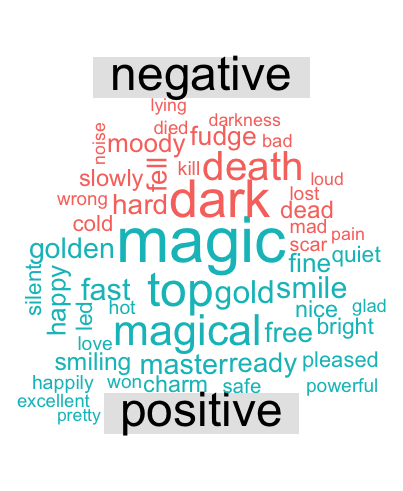 negative
lying
darkness
noise
died
moody fudge bad
slowly fell kill death loud
wrong hard dark lost
dead
cold mad pain
magic scar
golden fine quiet
silent happy fast top gold smile
led hot nice glad
magical free bright
love
smiling master ready pleased
happily won charm safe powerful
excellent
pretty
positive